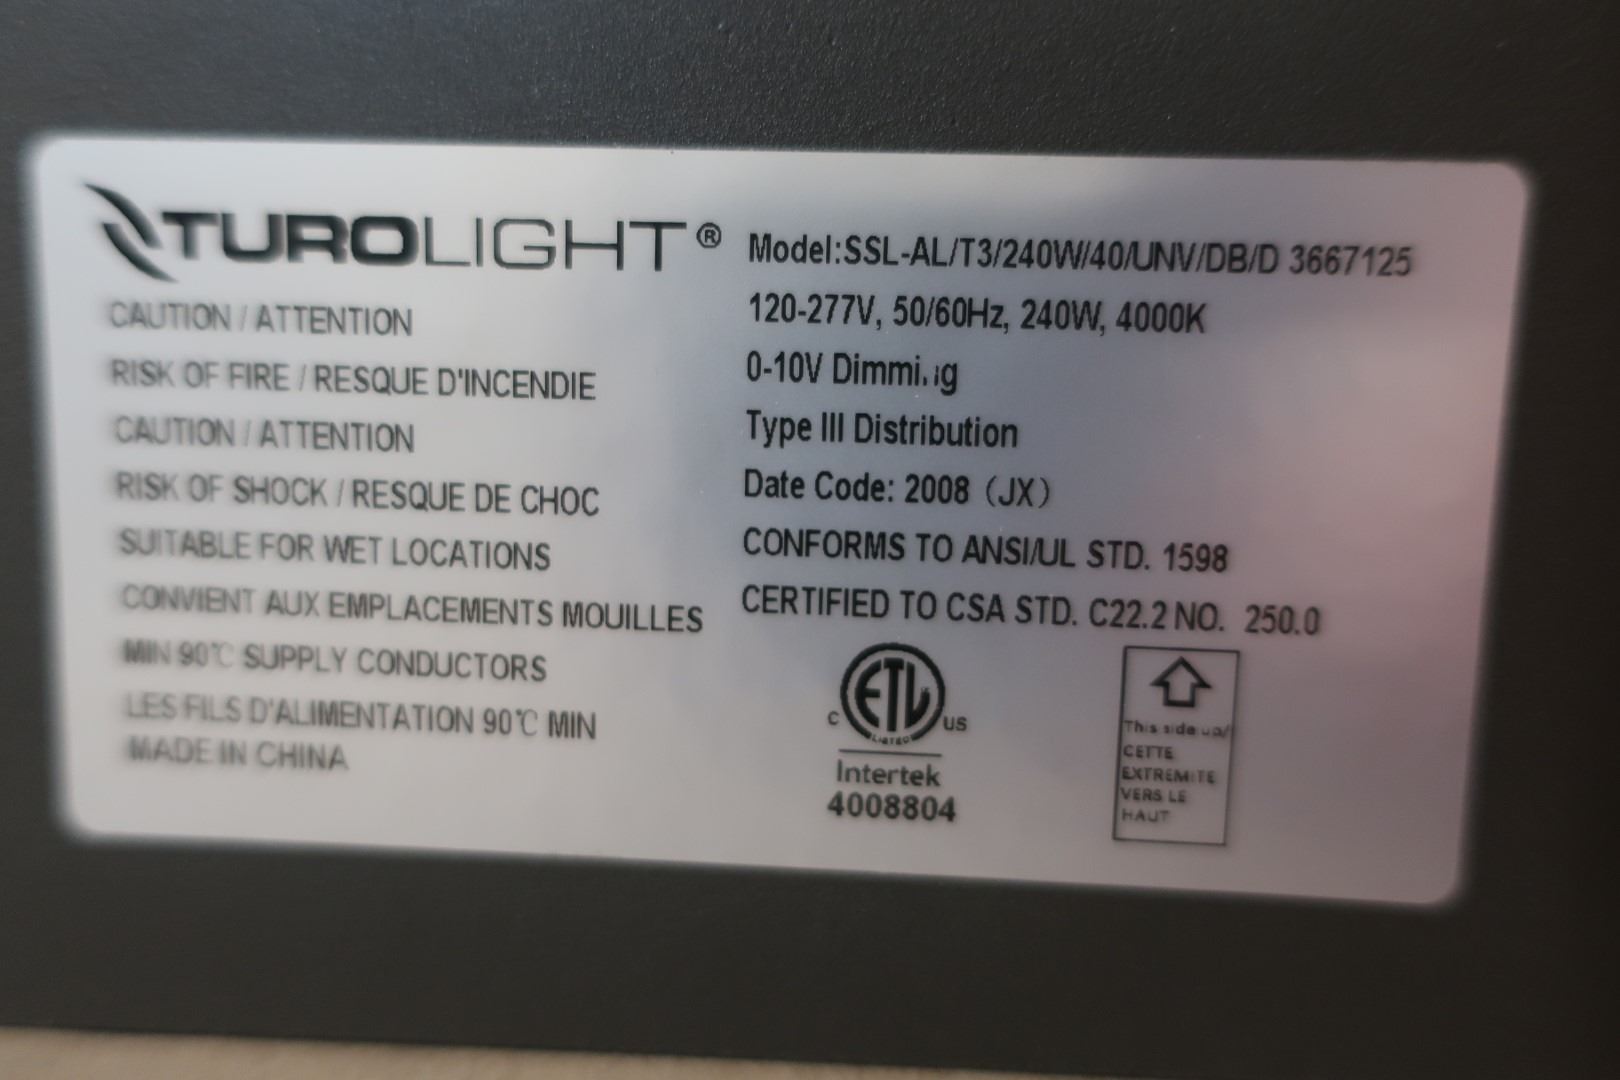 TUROLIGHT®
CAUTION / ATTENTION
RISK OF FIRE / RESQUE D'INCENDIE
CAUTION / ATTENTION
RISK OF SHOCK / RESQUE DE CHOC
SUITABLE FOR WET LOCATIONS
CONVIENT AUX EMPLACEMENTS MOUILLES
MIN 90℃ SUPPLY CONDUCTORS
LES FILS D'ALIMENTATION 90℃ MIN
MADE IN CHINA
Model:SSL-AL/T3/240W/40/UNV/DB/D 3667125
120-277V, 50/60Hz, 240W, 4000K
0-10V Dimming
Type III Distribution
Date Code: 2008 (JX)
CONFORMS TO ANSI/UL STD. 1598
CERTIFIED TO CSA STD. C22.2 NO. 250.0
c ETL us
LISTED
Intertek
4008804
This side up/
CETTE
EXTREMITE
VERS LE
HAUT